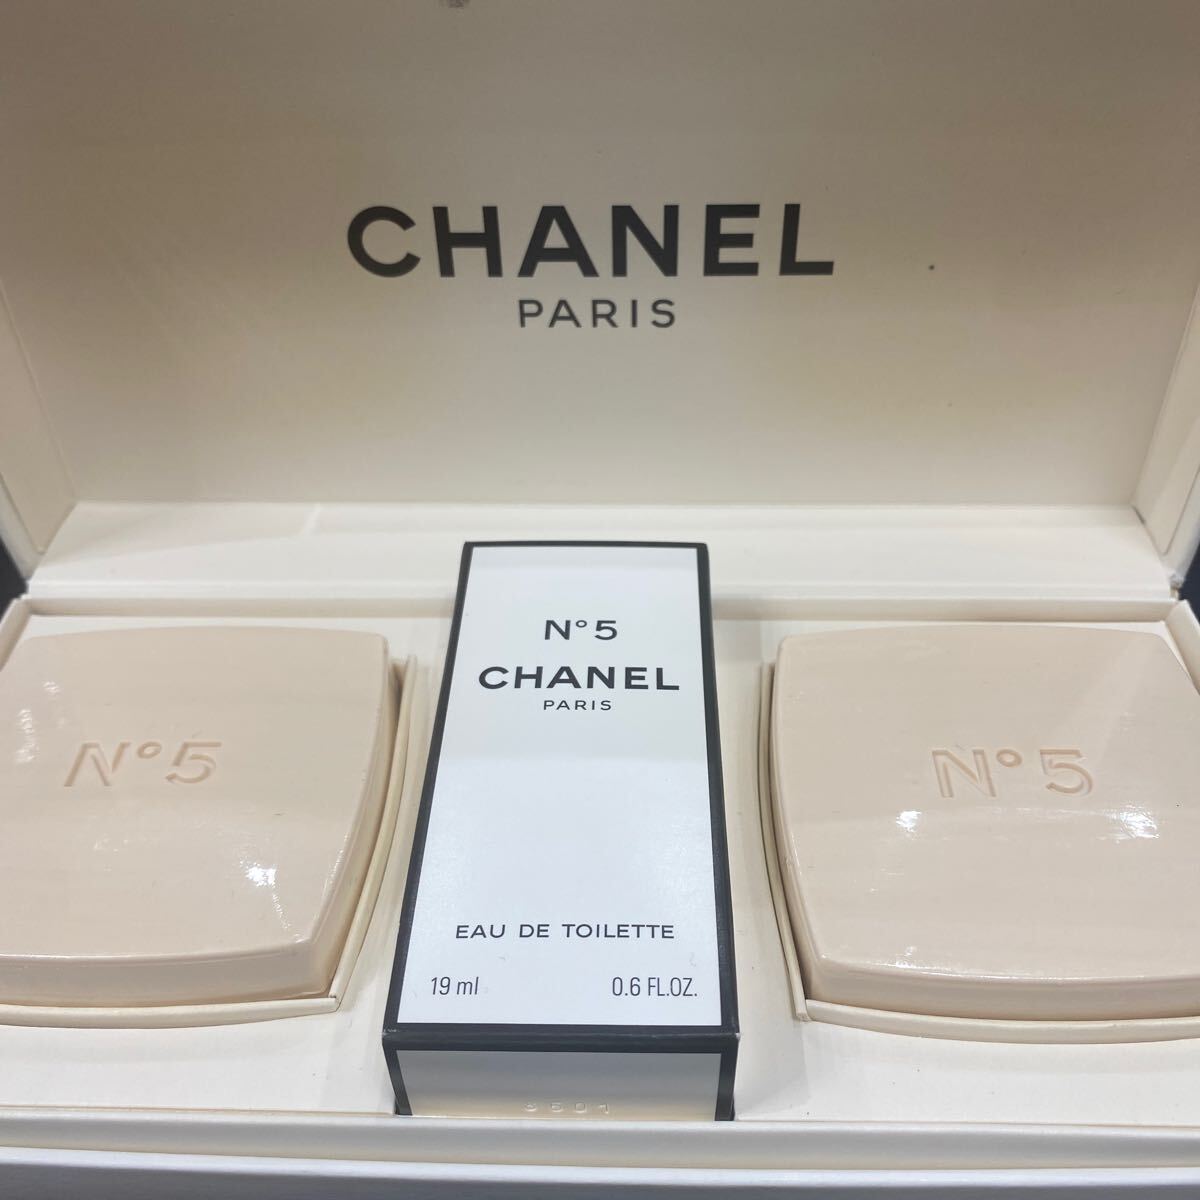 CHANEL
PARIS
N°5
CHANEL
PARIS
N°5
N°5
EAU DE TOILETTE
19 ml 0.6 FL.OZ.